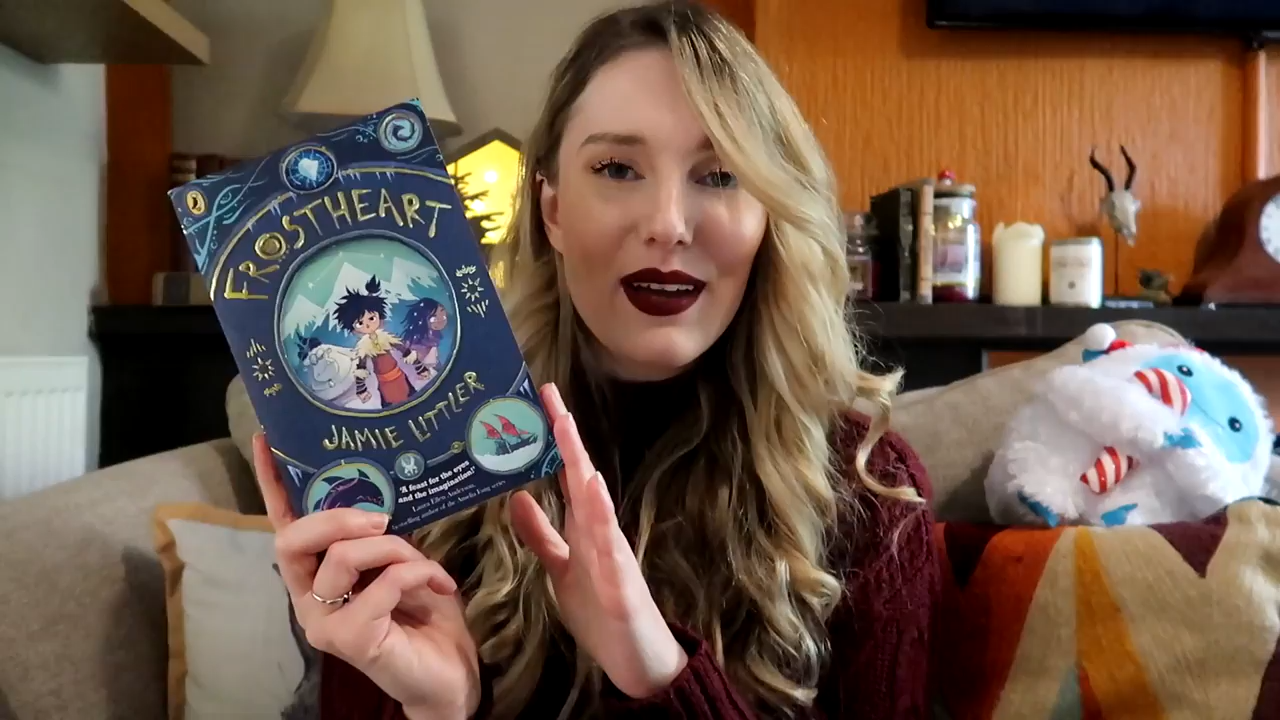 FROSTHEART
JAMIE LITTLER
'A feast for the eyes
and the imagination!'
Laura Ellen Anderson,
bestselling author of the Amelia Fang series